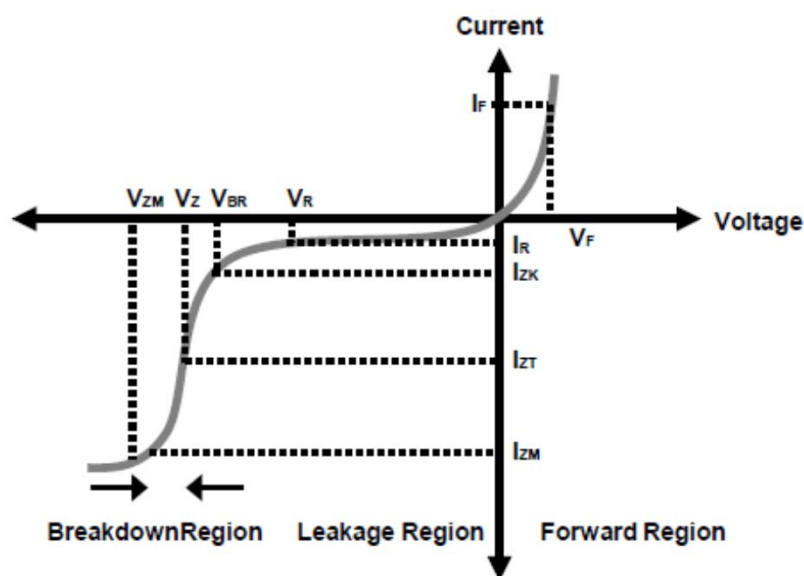 Current
IF
VZM VZ VBR VR
Voltage
VF
IR
IZK
IZT
IZM
BreakdownRegion Leakage Region Forward Region